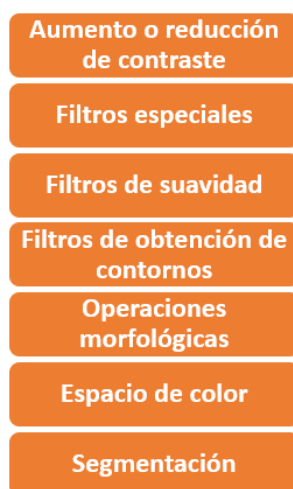 Aumento o reducción
de contraste
Filtros especiales
Filtros de suavidad
Filtros de obtención de
contornos
Operaciones
morfológicas
Espacio de color
Segmentación